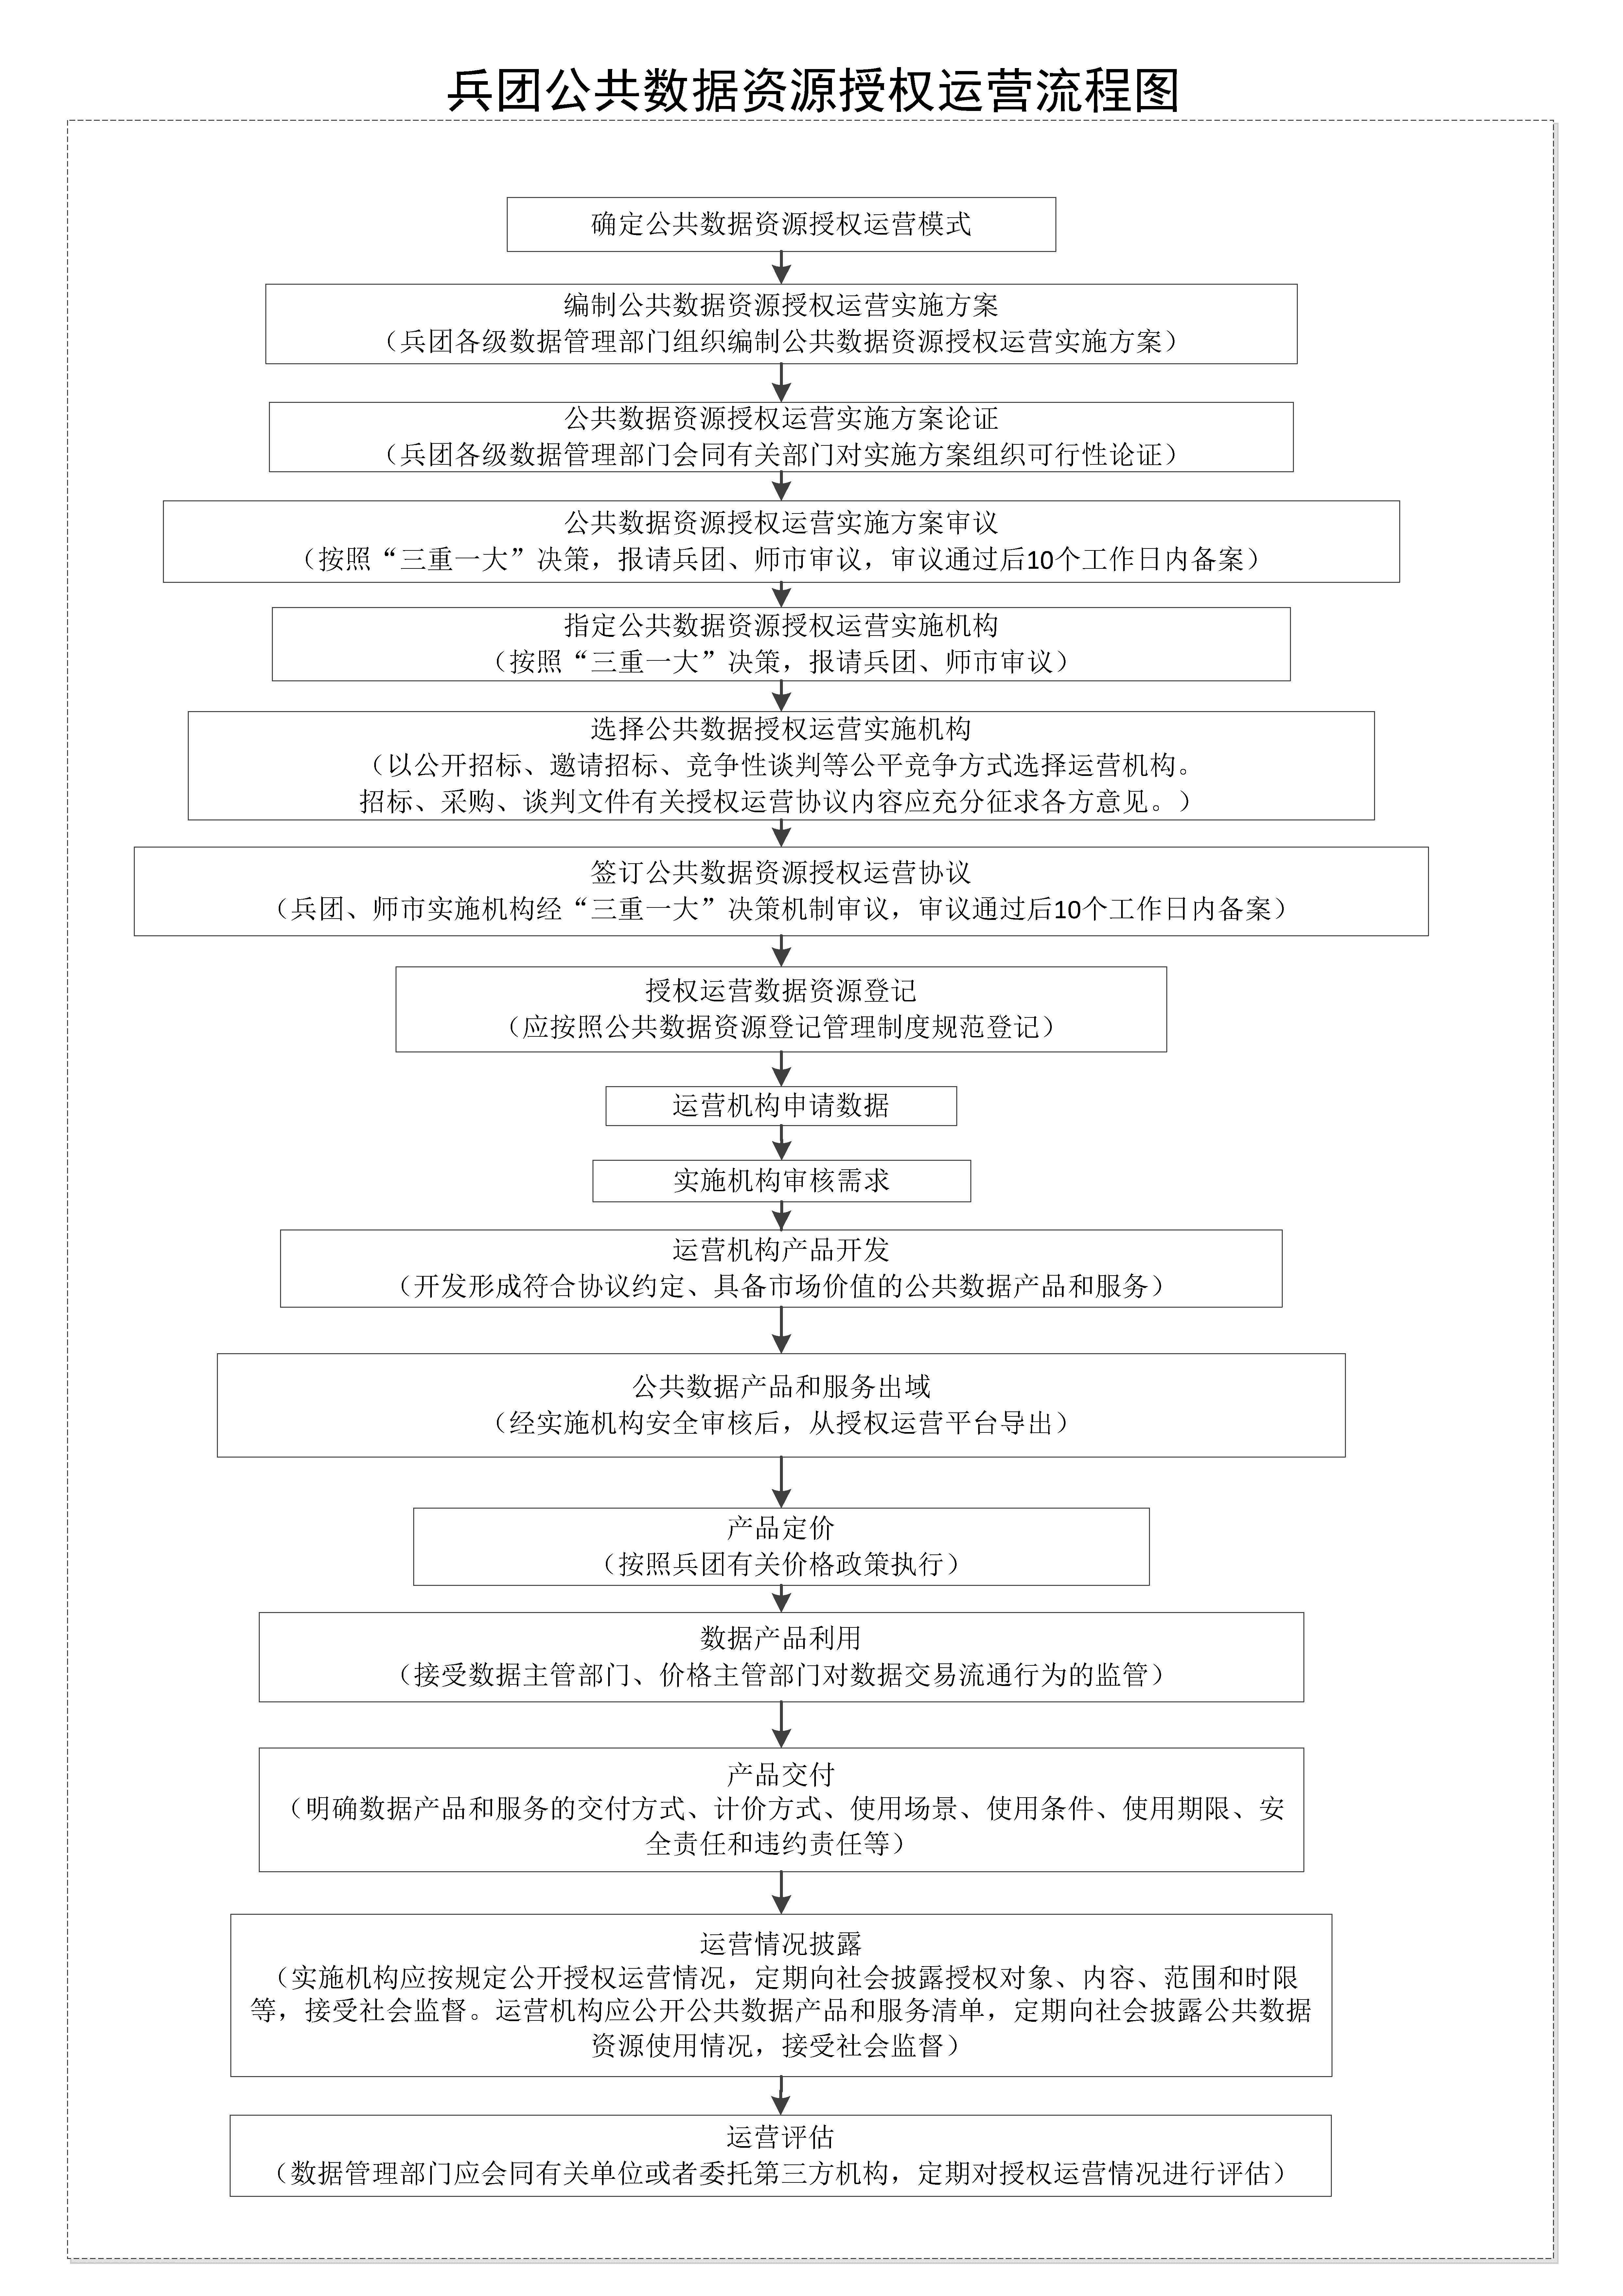 兵团公共数据资源授权运营流程图
确定公共数据资源授权运营模式
编制公共数据资源授权运营实施方案
（兵团各级数据管理部门组织编制公共数据资源授权运营实施方案）
公共数据资源授权运营实施方案论证
（兵团各级数据管理部门会同有关部门对实施方案组织可行性论证）
公共数据资源授权运营实施方案审议
（按照“三重一大”决策，报请兵团、师市审议，审议通过后10个工作日内备案）
指定公共数据资源授权运营实施机构
（按照“三重一大”决策，报请兵团、师市审议）
选择公共数据授权运营实施机构
（以公开招标、邀请招标、竞争性谈判等公平竞争方式选择运营机构。
招标、采购、谈判文件有关授权运营协议内容应充分征求各方意见。）
签订公共数据资源授权运营协议
（兵团、师市实施机构经“三重一大”决策机制审议，审议通过后10个工作日内备案）
授权运营数据资源登记
（应按照公共数据资源登记管理制度规范登记）
运营机构申请数据
实施机构审核需求
运营机构产品开发
（开发形成符合协议约定、具备市场价值的公共数据产品和服务）
公共数据产品和服务出域
（经实施机构安全审核后，从授权运营平台导出）
产品定价
（按照兵团有关价格政策执行）
数据产品利用
（接受数据主管部门、价格主管部门对数据交易流通行为的监管）
产品交付
（明确数据产品和服务的交付方式、计价方式、使用场景、使用条件、使用期限、安
全责任和违约责任等）
运营情况披露
（实施机构应按规定公开授权运营情况，定期向社会披露授权对象、内容、范围和时限
等，接受社会监督。运营机构应公开公共数据产品和服务清单，定期向社会披露公共数据
资源使用情况，接受社会监督）
运营评估
（数据管理部门应会同有关单位或者委托第三方机构，定期对授权运营情况进行评估）